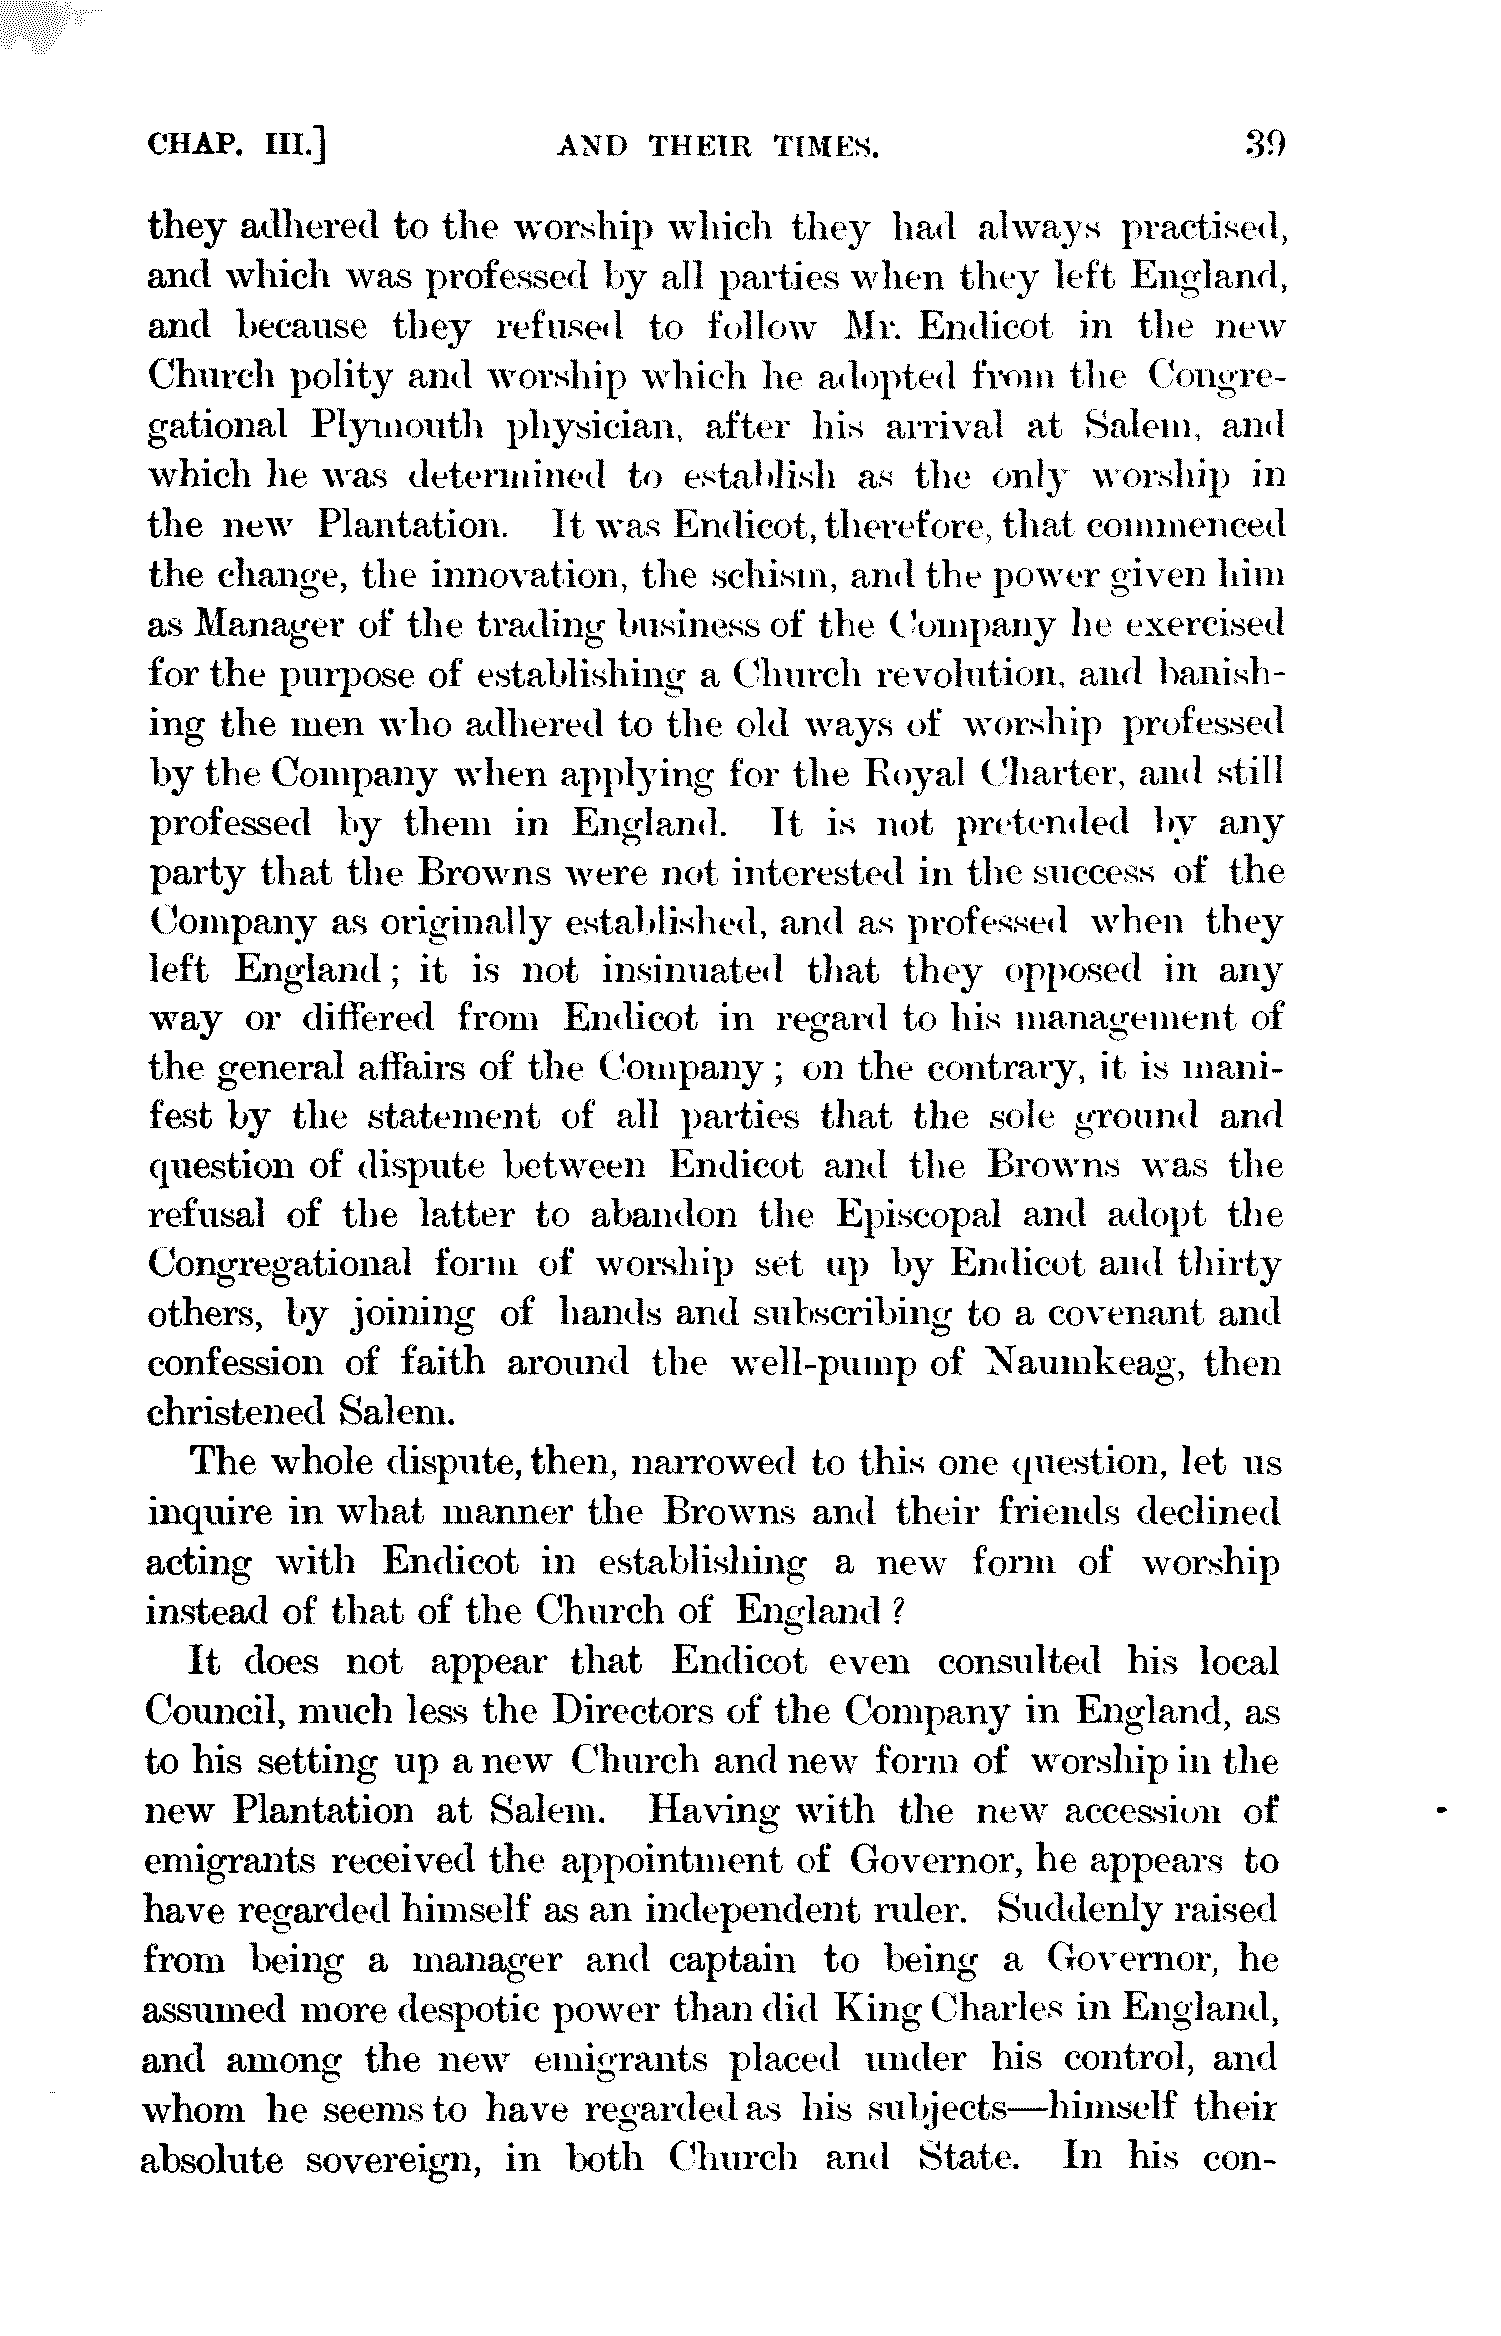 CHAP. III.] AND THEIR TIMES. 39
they adhered to the worship which they had always practised,
and which was professed by all parties when they left England,
and because they refused to follow Mr. Endicot in the new
Church polity and worship which he adopted from the Congre-
gational Plymouth physician, after his arrival at Salem, and
which he was determined to establish as the only worship in
the new Plantation. It was Endicot, therefore, that commenced
the change, the innovation, the schism, and the power given him
as Manager of the trading business of the Company he exercised
for the purpose of establishing a Church revolution, and banish-
ing the men who adhered to the old ways of worship professed
by the Company when applying for the Royal Charter, and still
professed by them in England. It is not pretended by any
party that the Browns were not interested in the success of the
Company as originally established, and as professed when they
left England; it is not insinuated that they opposed in any
way or differed from Endicot in regard to his management of
the general affairs of the Company; on the contrary, it is mani-
fest by the statement of all parties that the sole ground and
question of dispute between Endicot and the Browns was the
refusal of the latter to abandon the Episcopal and adopt the
Congregational form of worship set up by Endicot and thirty
others, by joining of hands and subscribing to a covenant and
confession of faith around the well-pump of Naumkeag, then
christened Salem.
The whole dispute, then, narrowed to this one question, let us
inquire in what manner the Browns and their friends declined
acting with Endicot in establishing a new form of worship
instead of that of the Church of England?
It does not appear that Endicot even consulted his local
Council, much less the Directors of the Company in England, as
to his setting up a new Church and new form of worship in the
new Plantation at Salem. Having with the new accession of
emigrants received the appointment of Governor, he appears to
have regarded himself as an independent ruler. Suddenly raised
from being a manager and captain to being a Governor, he
assumed more despotic power than did King Charles in England,
and among the new emigrants placed under his control, and
whom he seems to have regarded as his subjects—himself their
absolute sovereign, in both Church and State. In his con-